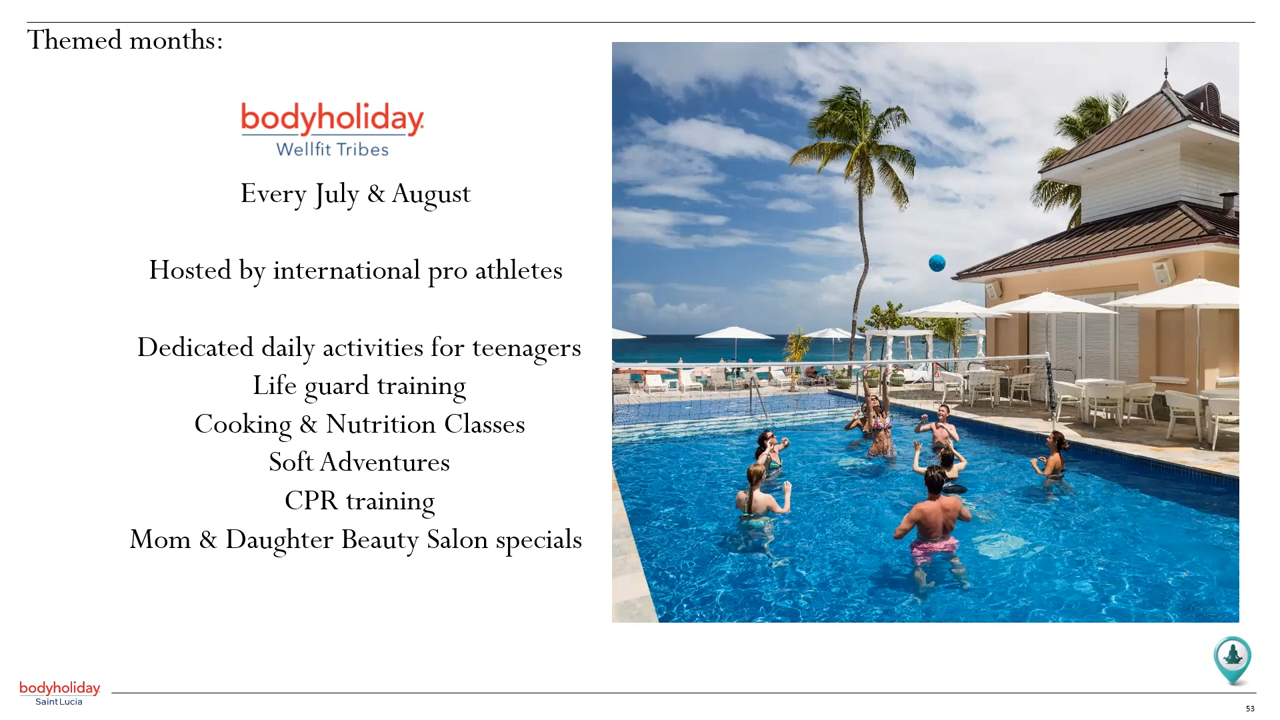 Themed months:
bodyholiday.
Wellfit Tribes
Every July & August
Hosted by international pro athletes
Dedicated daily activities for teenagers
Life guard training
Cooking & Nutrition Classes
Soft Adventures
CPR training
Mom & Daughter Beauty Salon specials
bodyholiday.
Saint Lucia
53